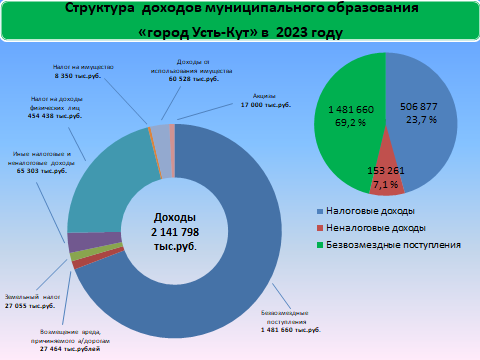 Структура доходов муниципального образования
«город Усть-Кут» в 2023 году
Налог на имущество
8 350 тыс.руб.
Доходы от
использования имущества
60 528 тыс.руб.
Акцизы
17 000 тыс.руб.
Налог на доходы
физических лиц
454 438 тыс.руб.
Иные налоговые и
неналоговые доходы
65 303 тыс.руб.
Земельный налог
27 055 тыс.руб.
Возмещение вреда,
причиняемого а/дорогам
27 464 тыс.рублей
Безвозмездные
поступления
1 481 660 тыс.руб.
Доходы
2 141 798
тыс.руб.
1 481 660
69,2 %
506 877
23,7 %
153 261
7,1 %
Налоговые доходы
Неналоговые доходы
Безвозмездные поступления